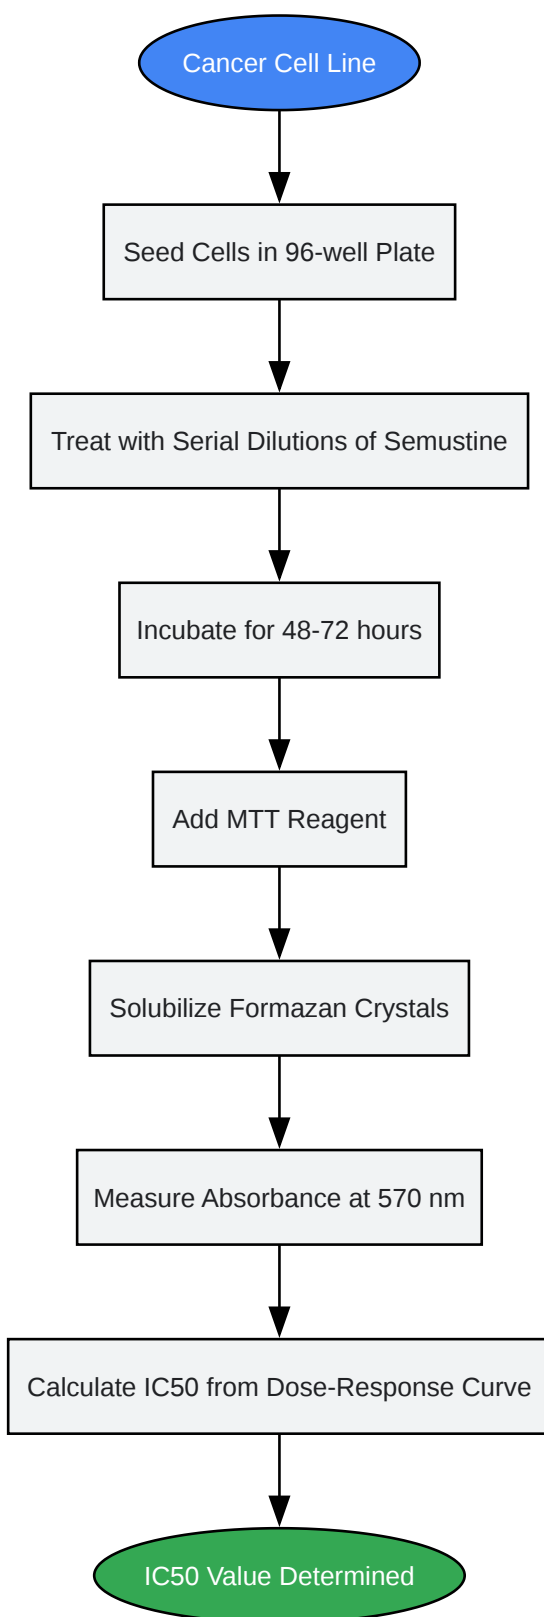 Cancer Cell Line
Seed Cells in 96-well Plate
Treat with Serial Dilutions of Semustine
Incubate for 48-72 hours
Add MTT Reagent
Solubilize Formazan Crystals
Measure Absorbance at 570 nm
Calculate IC50 from Dose-Response Curve
IC50 Value Determined